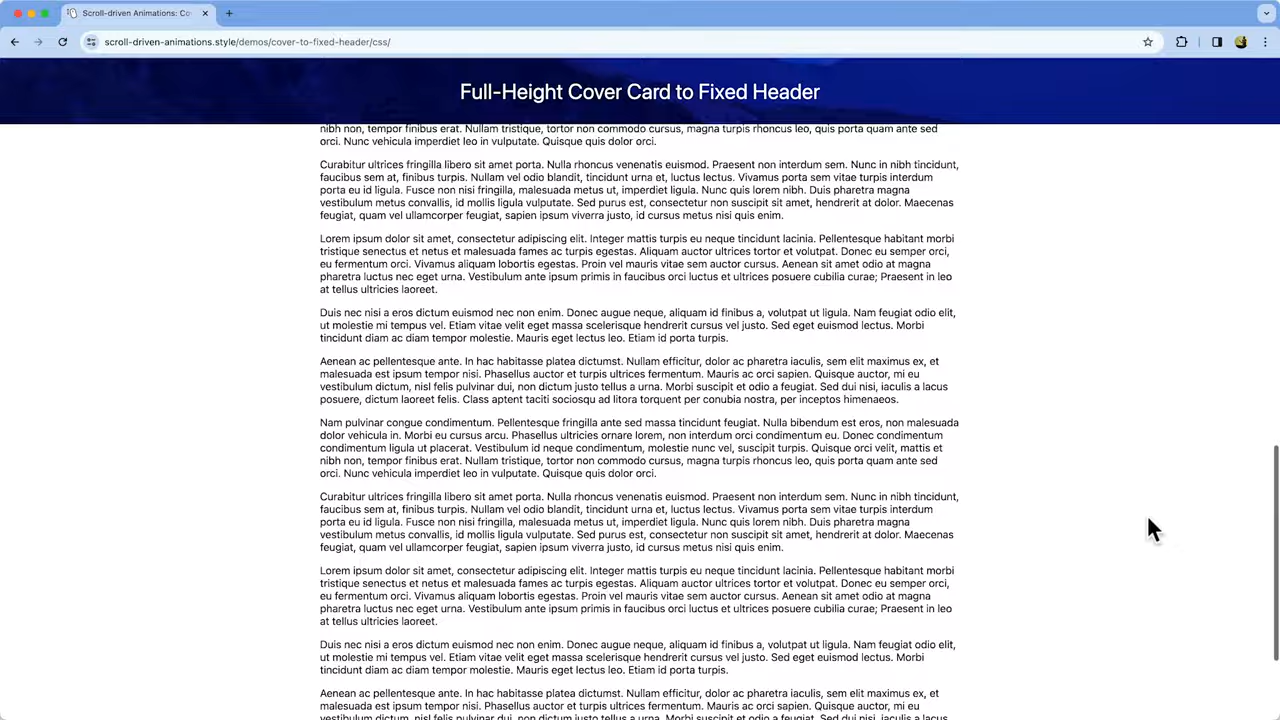 Scroll-driven Animations: Co
scroll-driven-animations.style/demos/cover-to-fixed-header/css/
Full-Height Cover Card to Fixed Header
nibh non, tempor finibus erat. Nullam tristique, tortor non commodo cursus, magna turpis rhoncus leo, quis porta quam ante sed
orci. Nunc vehicula imperdiet leo in vulputate. Quisque quis dolor orci.
Curabitur ultrices fringilla libero sit amet porta. Nulla rhoncus venenatis euismod. Praesent non interdum sem. Nunc in nibh tincidunt,
faucibus sem at, finibus turpis. Nullam vel odio blandit, tincidunt urna et, luctus lectus. Vivamus porta sem vitae turpis interdum
porta eu id ligula. Fusce non nisi fringilla, malesuada metus ut, imperdiet ligula. Nunc quis lorem nibh. Duis pharetra magna
vestibulum metus convallis, id mollis ligula vulputate. Sed purus est, consectetur non suscipit sit amet, hendrerit at dolor. Maecenas
feugiat, quam vel ullamcorper feugiat, sapien ipsum viverra justo, id cursus metus nisi quis enim.
Lorem ipsum dolor sit amet, consectetur adipiscing elit. Integer mattis turpis eu neque tincidunt lacinia. Pellentesque habitant morbi
tristique senectus et netus et malesuada fames ac turpis egestas. Aliquam auctor ultrices tortor et volutpat. Donec eu semper orci,
eu fermentum orci. Vivamus aliquam lobortis egestas. Proin vel mauris vitae sem auctor cursus. Aenean sit amet odio at magna
pharetra luctus nec eget urna. Vestibulum ante ipsum primis in faucibus orci luctus et ultrices posuere cubilia curae; Praesent in leo
at tellus ultricies laoreet.
Duis nec nisi a eros dictum euismod nec non enim. Donec augue neque, aliquam id finibus a, volutpat ut ligula. Nam feugiat odio elit,
ut molestie mi tempus vel. Etiam vitae velit eget massa scelerisque hendrerit cursus vel justo. Sed eget euismod lectus. Morbi
tincidunt diam ac diam tempor molestie. Mauris eget lectus leo. Etiam id porta turpis.
Aenean ac pellentesque ante. In hac habitasse platea dictumst. Nullam efficitur, dolor ac pharetra iaculis, sem elit maximus ex, et
malesuada est ipsum tempor nisi. Phasellus auctor et turpis ultrices fermentum. Mauris ac orci sapien. Quisque auctor, mi eu
vestibulum dictum, nisl felis pulvinar dui, non dictum justo tellus a urna. Morbi suscipit et odio a feugiat. Sed dui nisi, iaculis a lacus
posuere, dictum laoreet felis. Class aptent taciti sociosqu ad litora torquent per conubia nostra, per inceptos himenaeos.
Nam pulvinar congue condimentum. Pellentesque fringilla ante sed massa tincidunt feugiat. Nulla bibendum est eros, non malesuada
dolor vehicula in. Morbi eu cursus arcu. Phasellus ultricies ornare lorem, non interdum orci condimentum eu. Donec condimentum
condimentum ligula ut placerat. Vestibulum id neque condimentum, molestie nunc vel, suscipit turpis. Quisque orci velit, mattis et
nibh non, tempor finibus erat. Nullam tristique, tortor non commodo cursus, magna turpis rhoncus leo, quis porta quam ante sed
orci. Nunc vehicula imperdiet leo in vulputate. Quisque quis dolor orci.
Curabitur ultrices fringilla libero sit amet porta. Nulla rhoncus venenatis euismod. Praesent non interdum sem. Nunc in nibh tincidunt,
faucibus sem at, finibus turpis. Nullam vel odio blandit, tincidunt urna et, luctus lectus. Vivamus porta sem vitae turpis interdum
porta eu id ligula. Fusce non nisi fringilla, malesuada metus ut, imperdiet ligula. Nunc quis lorem nibh. Duis pharetra magna
vestibulum metus convallis, id mollis ligula vulputate. Sed purus est, consectetur non suscipit sit amet, hendrerit at dolor. Maecenas
feugiat, quam vel ullamcorper feugiat, sapien ipsum viverra justo, id cursus metus nisi quis enim.
Lorem ipsum dolor sit amet, consectetur adipiscing elit. Integer mattis turpis eu neque tincidunt lacinia. Pellentesque habitant morbi
tristique senectus et netus et malesuada fames ac turpis egestas. Aliquam auctor ultrices tortor et volutpat. Donec eu semper orci,
eu fermentum orci. Vivamus aliquam lobortis egestas. Proin vel mauris vitae sem auctor cursus. Aenean sit amet odio at magna
pharetra luctus nec eget urna. Vestibulum ante ipsum primis in faucibus orci luctus et ultrices posuere cubilia curae; Praesent in leo
at tellus ultricies laoreet.
Duis nec nisi a eros dictum euismod nec non enim. Donec augue neque, aliquam id finibus a, volutpat ut ligula. Nam feugiat odio elit,
ut molestie mi tempus vel. Etiam vitae velit eget massa scelerisque hendrerit cursus vel justo. Sed eget euismod lectus. Morbi
tincidunt diam ac diam tempor molestie. Mauris eget lectus leo. Etiam id porta turpis.
Aenean ac pellentesque ante. In hac habitasse platea dictumst. Nullam efficitur, dolor ac pharetra iaculis, sem elit maximus ex, et
malesuada est ipsum tempor nisi. Phasellus auctor et turpis ultrices fermentum. Mauris ac orci sapien. Quisque auctor, mi eu
vestibulum dictum, nisl felis pulvinar dui, non dictum justo tellus a urna. Morbi suscipit et odio a feugiat. Sed dui nisi, iaculis a lacus